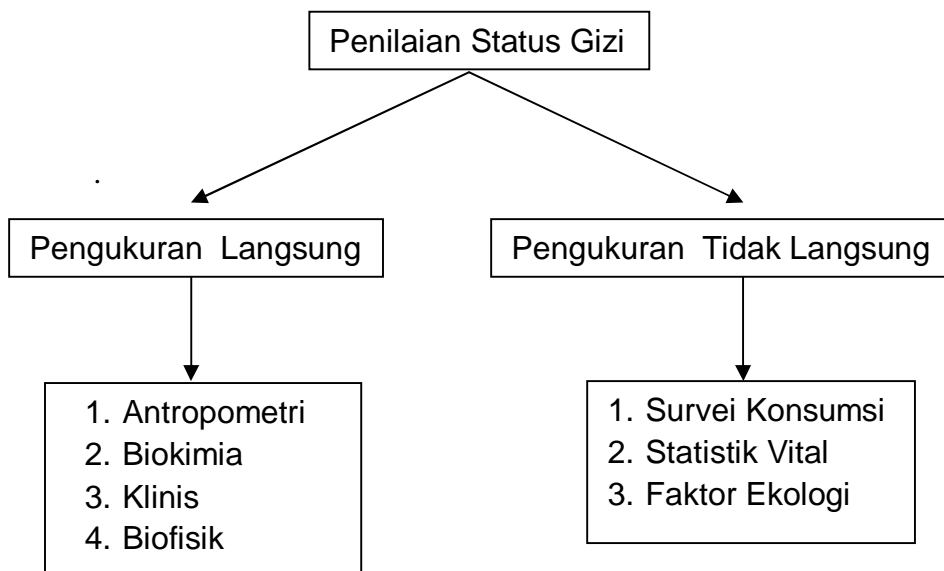 Penilaian Status Gizi
Pengukuran Langsung
Pengukuran Tidak Langsung
1. Antropometri
2. Biokimia
3. Klinis
4. Biofisik
1. Survei Konsumsi
2. Statistik Vital
3. Faktor Ekologi